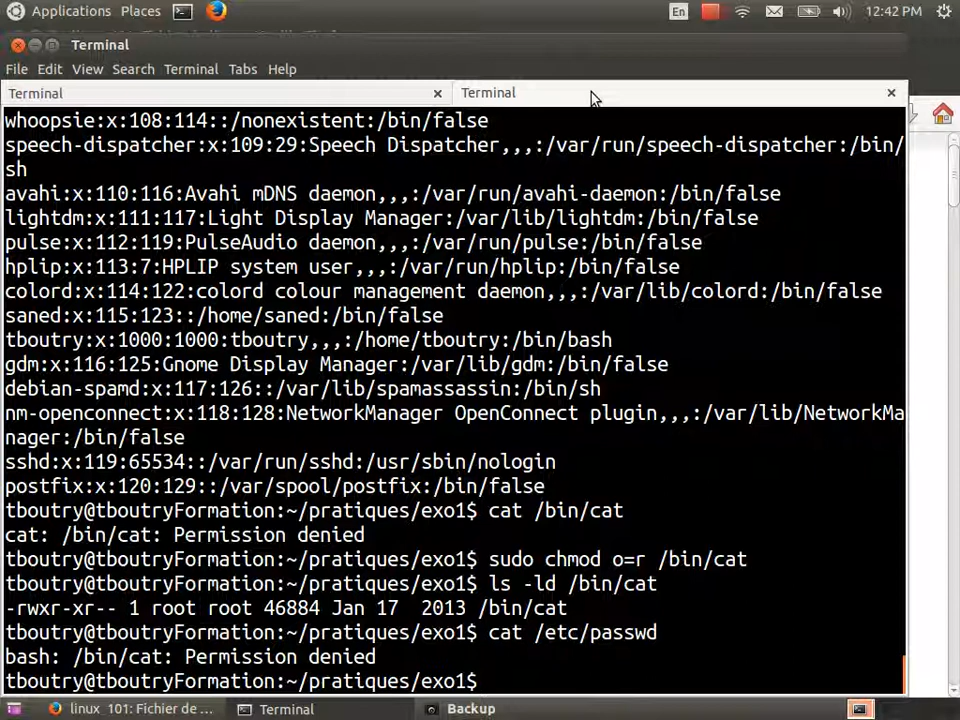 Applications Places En 12:42 PM
Terminal
File Edit View Search Terminal Tabs Help
Terminal Terminal
whoopsie:x:108:114::/nonexistent:/bin/false
speech-dispatcher:x:109:29:Speech Dispatcher,,,:/var/run/speech-dispatcher:/bin/
sh
avahi:x:110:116:Avahi mDNS daemon,,,:/var/run/avahi-daemon:/bin/false
lightdm:x:111:117:Light Display Manager:/var/lib/lightdm:/bin/false
pulse:x:112:119:PulseAudio daemon,,,:/var/run/pulse:/bin/false
hplip:x:113:7:HPLIP system user,,,:/var/run/hplip:/bin/false
colord:x:114:122:colord colour management daemon,,,:/var/lib/colord:/bin/false
saned:x:115:123::/home/saned:/bin/false
tboutry:x:1000:1000:tboutry,,,:/home/tboutry:/bin/bash
gdm:x:116:125:Gnome Display Manager:/var/lib/gdm:/bin/false
debian-spamd:x:117:126::/var/lib/spamassassin:/bin/sh
nm-openconnect:x:118:128:NetworkManager OpenConnect plugin,,,:/var/lib/NetworkMa
nager:/bin/false
sshd:x:119:65534::/var/run/sshd:/usr/sbin/nologin
postfix:x:120:129::/var/spool/postfix:/bin/false
tboutry@tboutryFormation:~/pratiques/exo1$ cat /bin/cat
cat: /bin/cat: Permission denied
tboutry@tboutryFormation:~/pratiques/exo1$ sudo chmod o=r /bin/cat
tboutry@tboutryFormation:~/pratiques/exo1$ ls -ld /bin/cat
-rwxr-xr-- 1 root root 46884 Jan 17  2013 /bin/cat
tboutry@tboutryFormation:~/pratiques/exo1$ cat /etc/passwd
bash: /bin/cat: Permission denied
tboutry@tboutryFormation:~/pratiques/exo1$
linux_101: Fichier de ... Terminal Backup